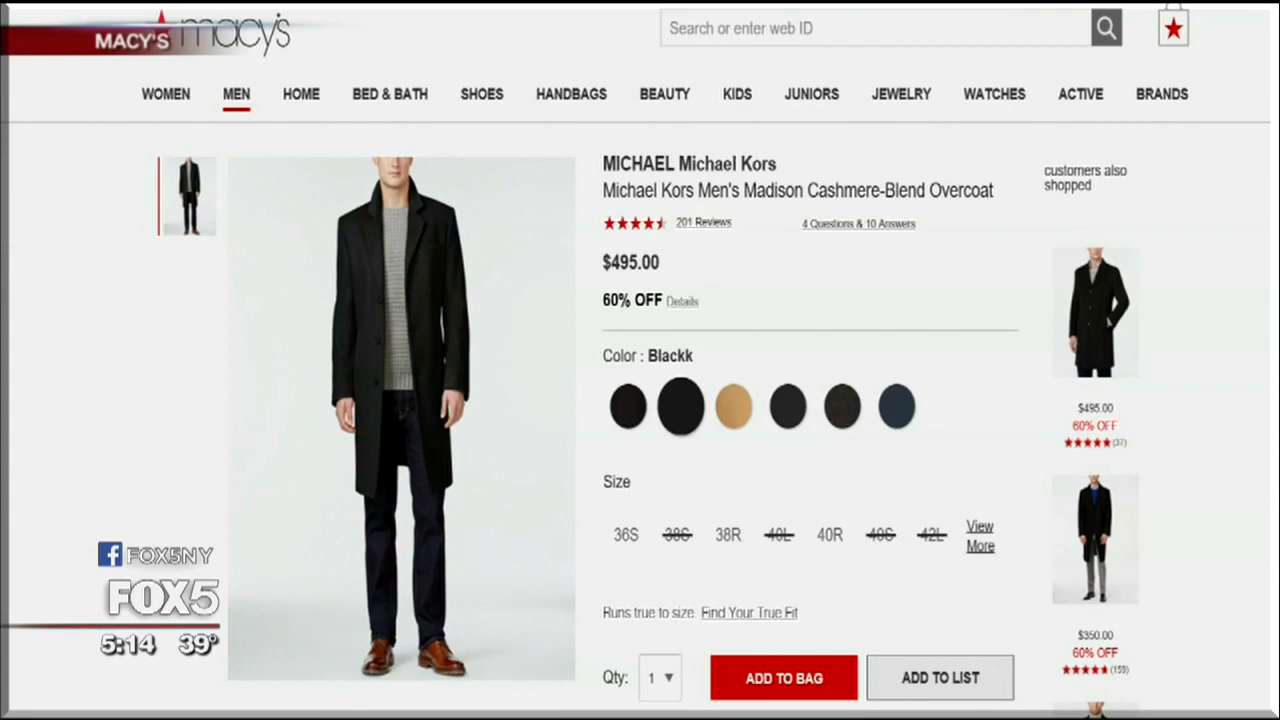 MACY'S
macy's
Search or enter web ID
WOMEN MEN HOME BED & BATH SHOES HANDBAGS BEAUTY KIDS JUNIORS JEWELRY WATCHES ACTIVE BRANDS
MICHAEL Michael Kors
Michael Kors Men's Madison Cashmere-Blend Overcoat
201 Reviews 4 Questions & 10 Answers
$495.00
60% OFF Details
Color : Blackk
Size
36S 38S 38R 40L 40R 40S 42L View
More
Runs true to size. Find Your True Fit
Qty: 1 ADD TO BAG ADD TO LIST
customers also
shopped
$495.00
60% OFF
(37)
$350.00
60% OFF
(159)
f FOX5NY
FOX5
5:14 39°